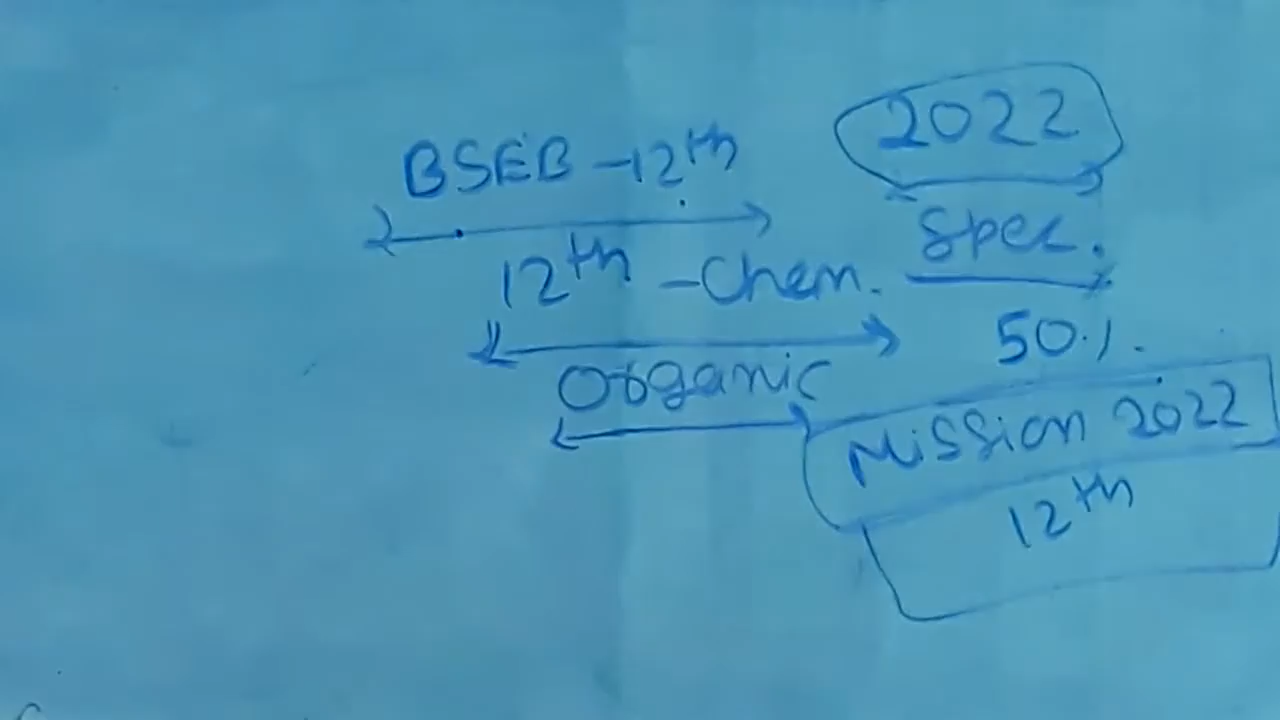 BSEB - 12th
2022
Spec.
12th - Chem.
50%.
Organic
Mission 2022
12th